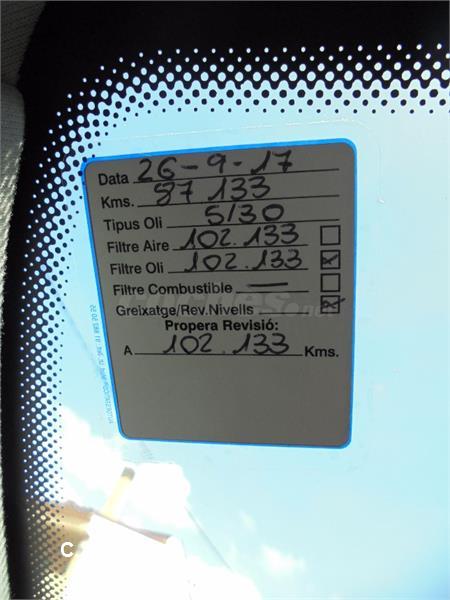 Data 26-9-17
Kms. 87 133
Tipus Oli 5/30
Filtre Aire 102.133
Filtre Oli 102.133
Filtre Combustible —
Greixatge/Rev.Nivells
Propera Revisió:
A 102.133 Kms.